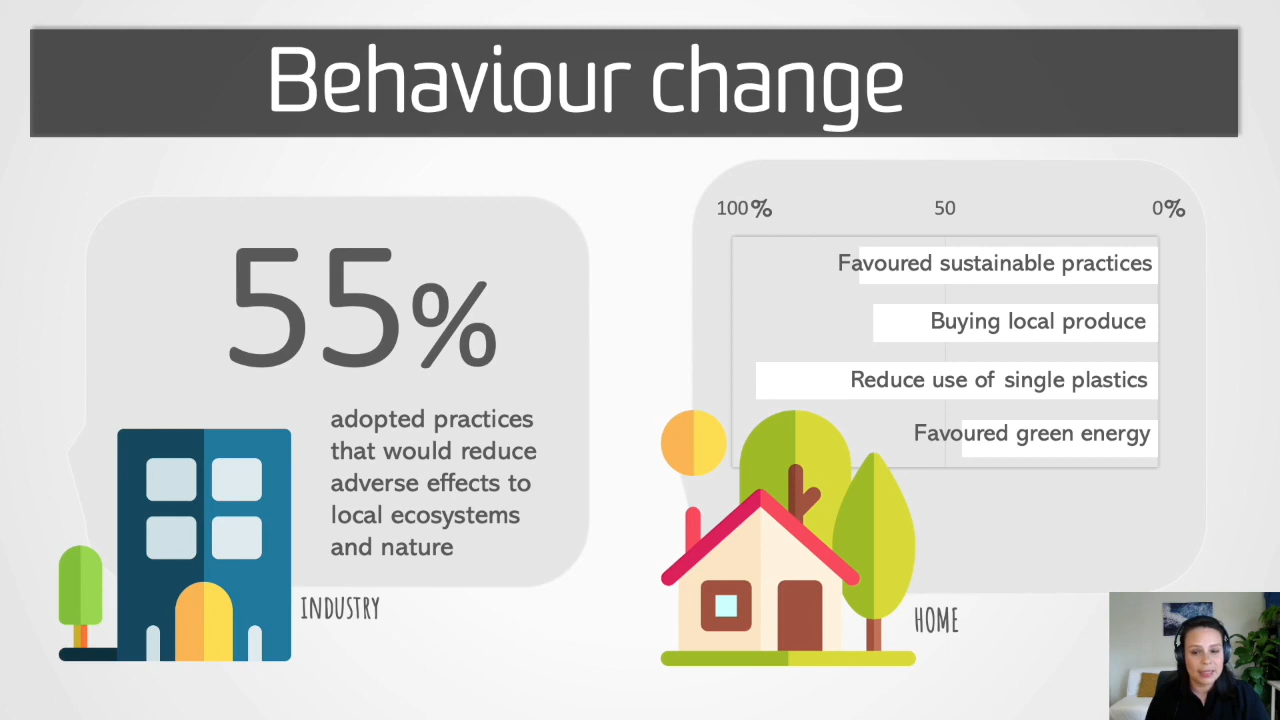 Behaviour change
55%
adopted practices
that would reduce
adverse effects to
local ecosystems
and nature
INDUSTRY
100% 50 0%
Favoured sustainable practices
Buying local produce
Reduce use of single plastics
Favoured green energy
HOME